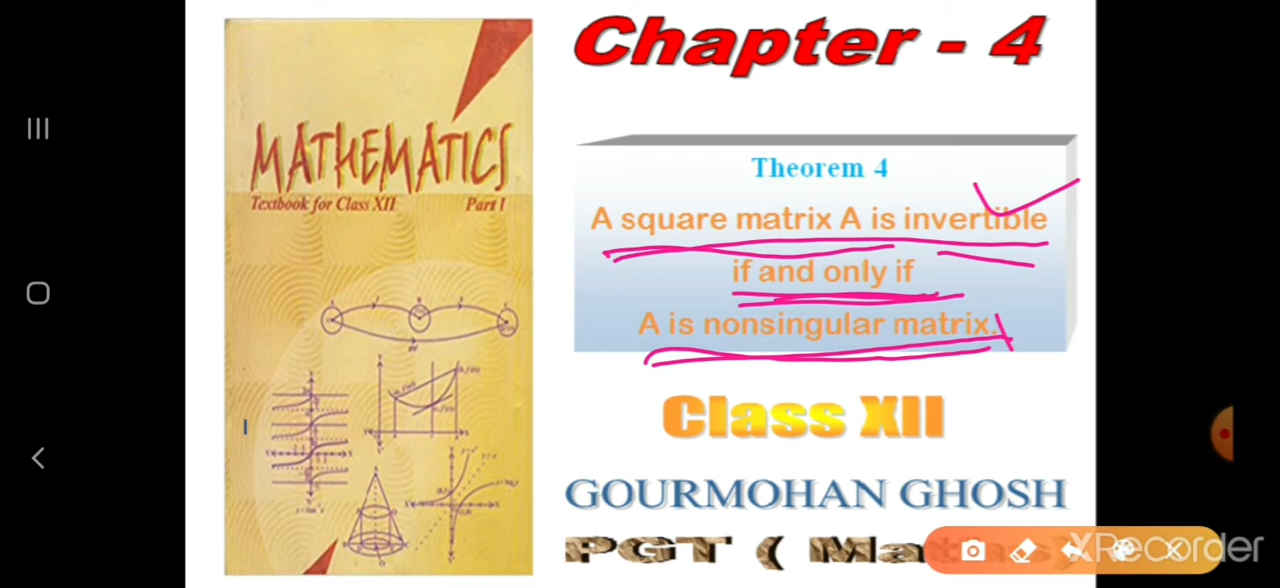 MATHEMATICS
Textbook for Class XII Part I
Chapter - 4
Theorem 4
A square matrix A is invertible
if and only if
A is nonsingular matrix.
Class XII
GOURMOHAN GHOSH
PGT ( Maths)
XRecorder